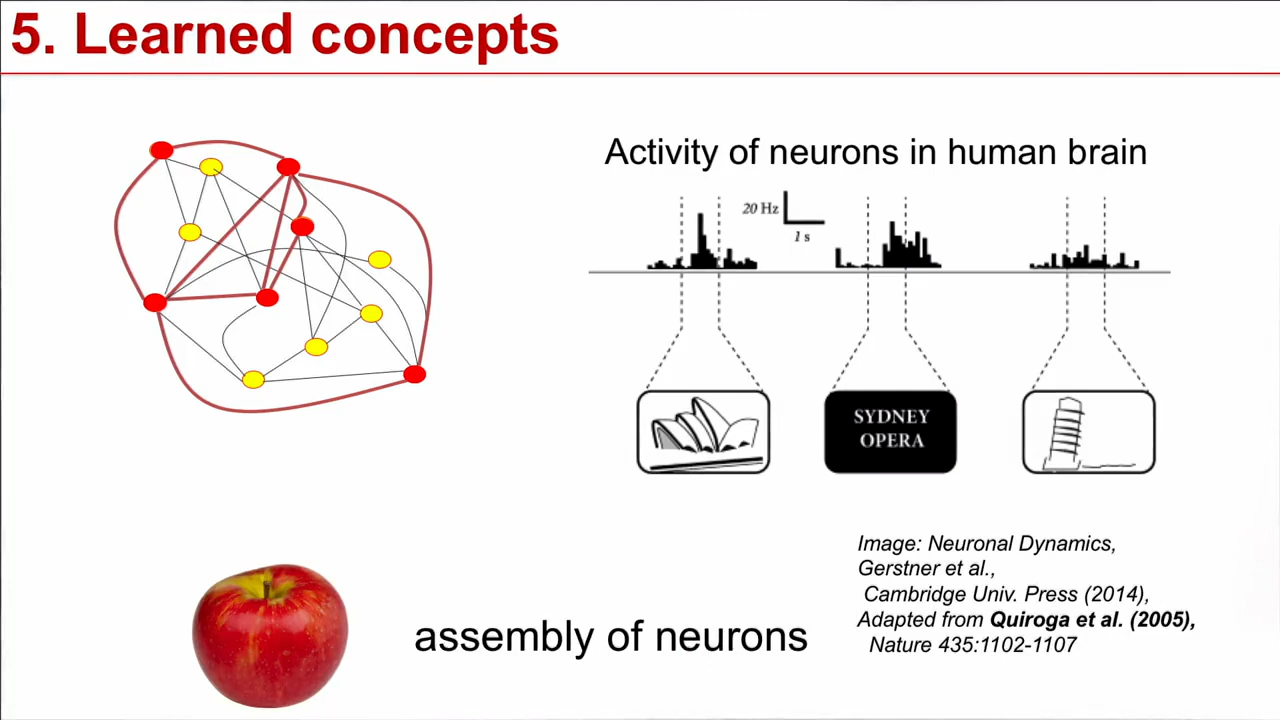 5. Learned concepts
Activity of neurons in human brain
20 Hz
1 s
SYDNEY
OPERA
Image: Neuronal Dynamics,
Gerstner et al.,
Cambridge Univ. Press (2014),
Adapted from Quiroga et al. (2005),
Nature 435:1102-1107
assembly of neurons